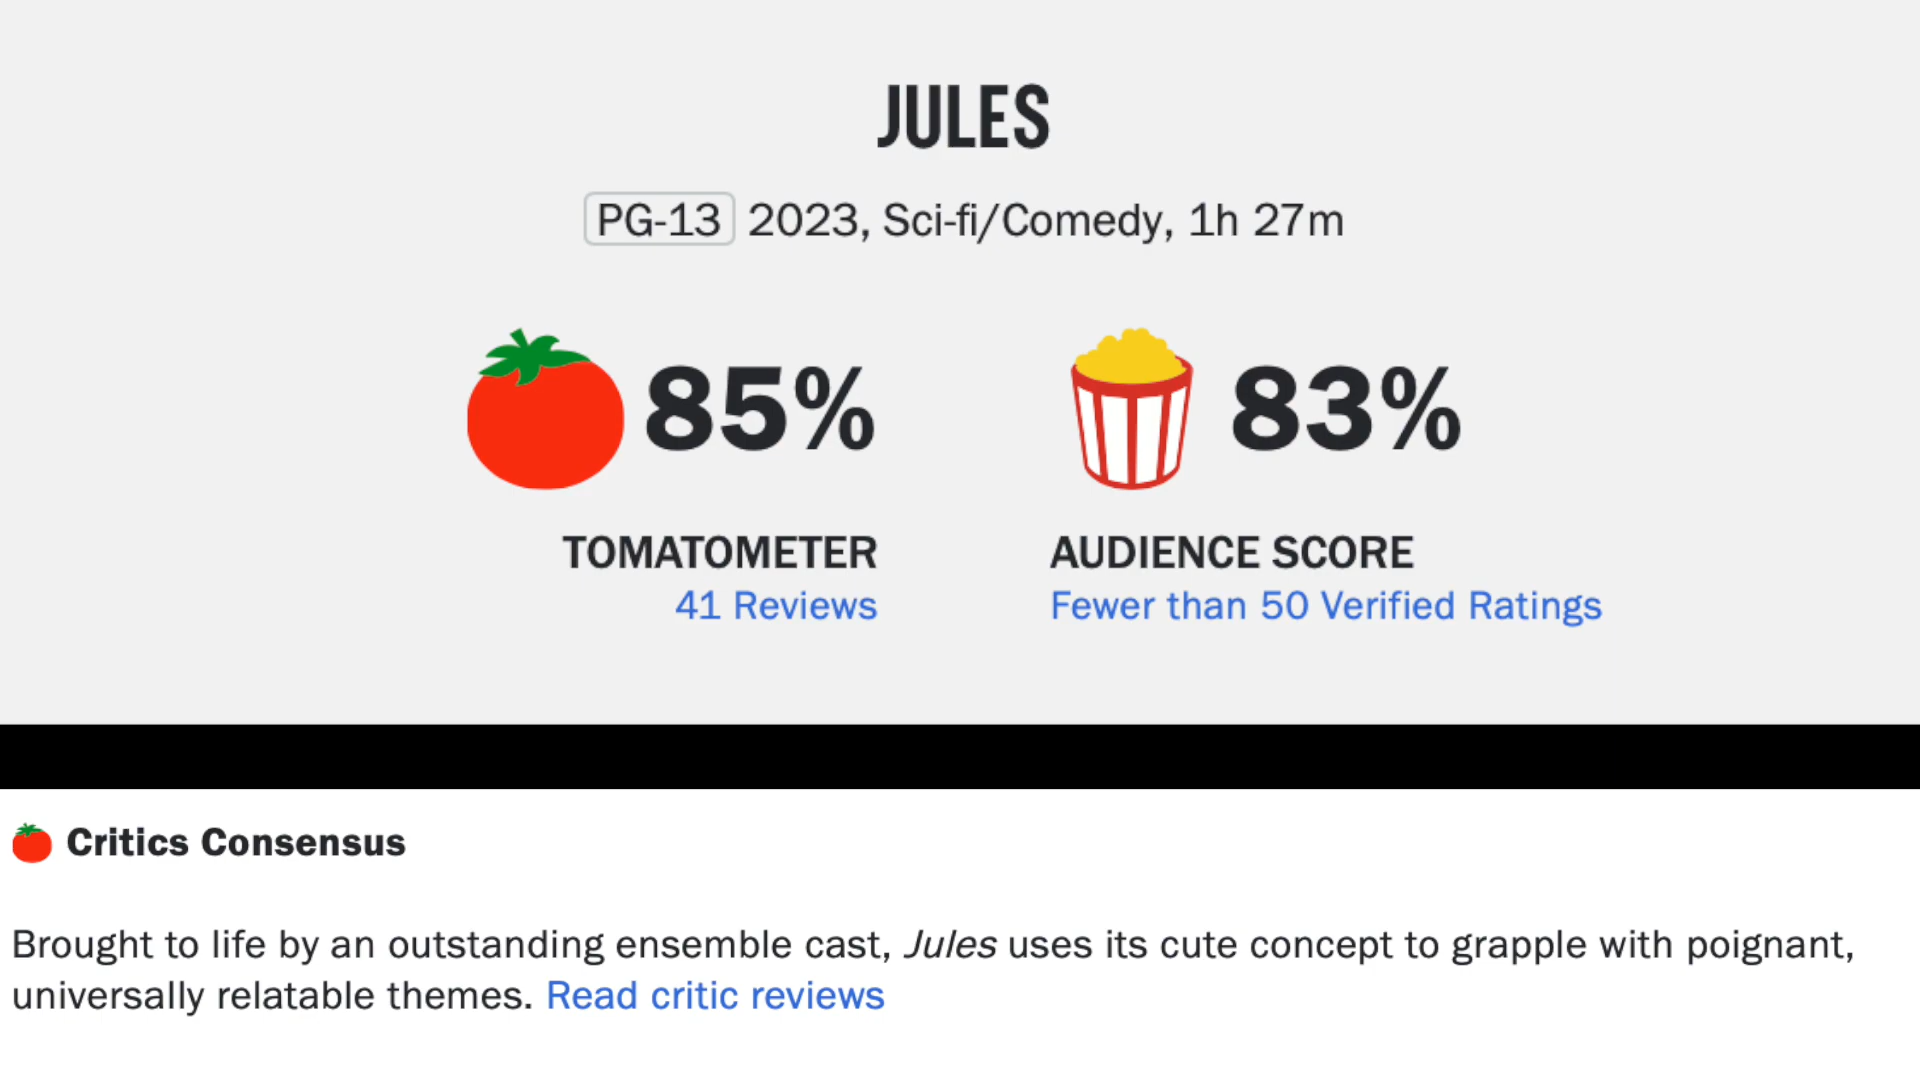 JULES
PG-13 2023, Sci-fi/Comedy, 1h 27m
85%
83%
TOMATOMETER
AUDIENCE SCORE
41 Reviews
Fewer than 50 Verified Ratings
Critics Consensus
Brought to life by an outstanding ensemble cast, Jules uses its cute concept to grapple with poignant,
universally relatable themes. Read critic reviews